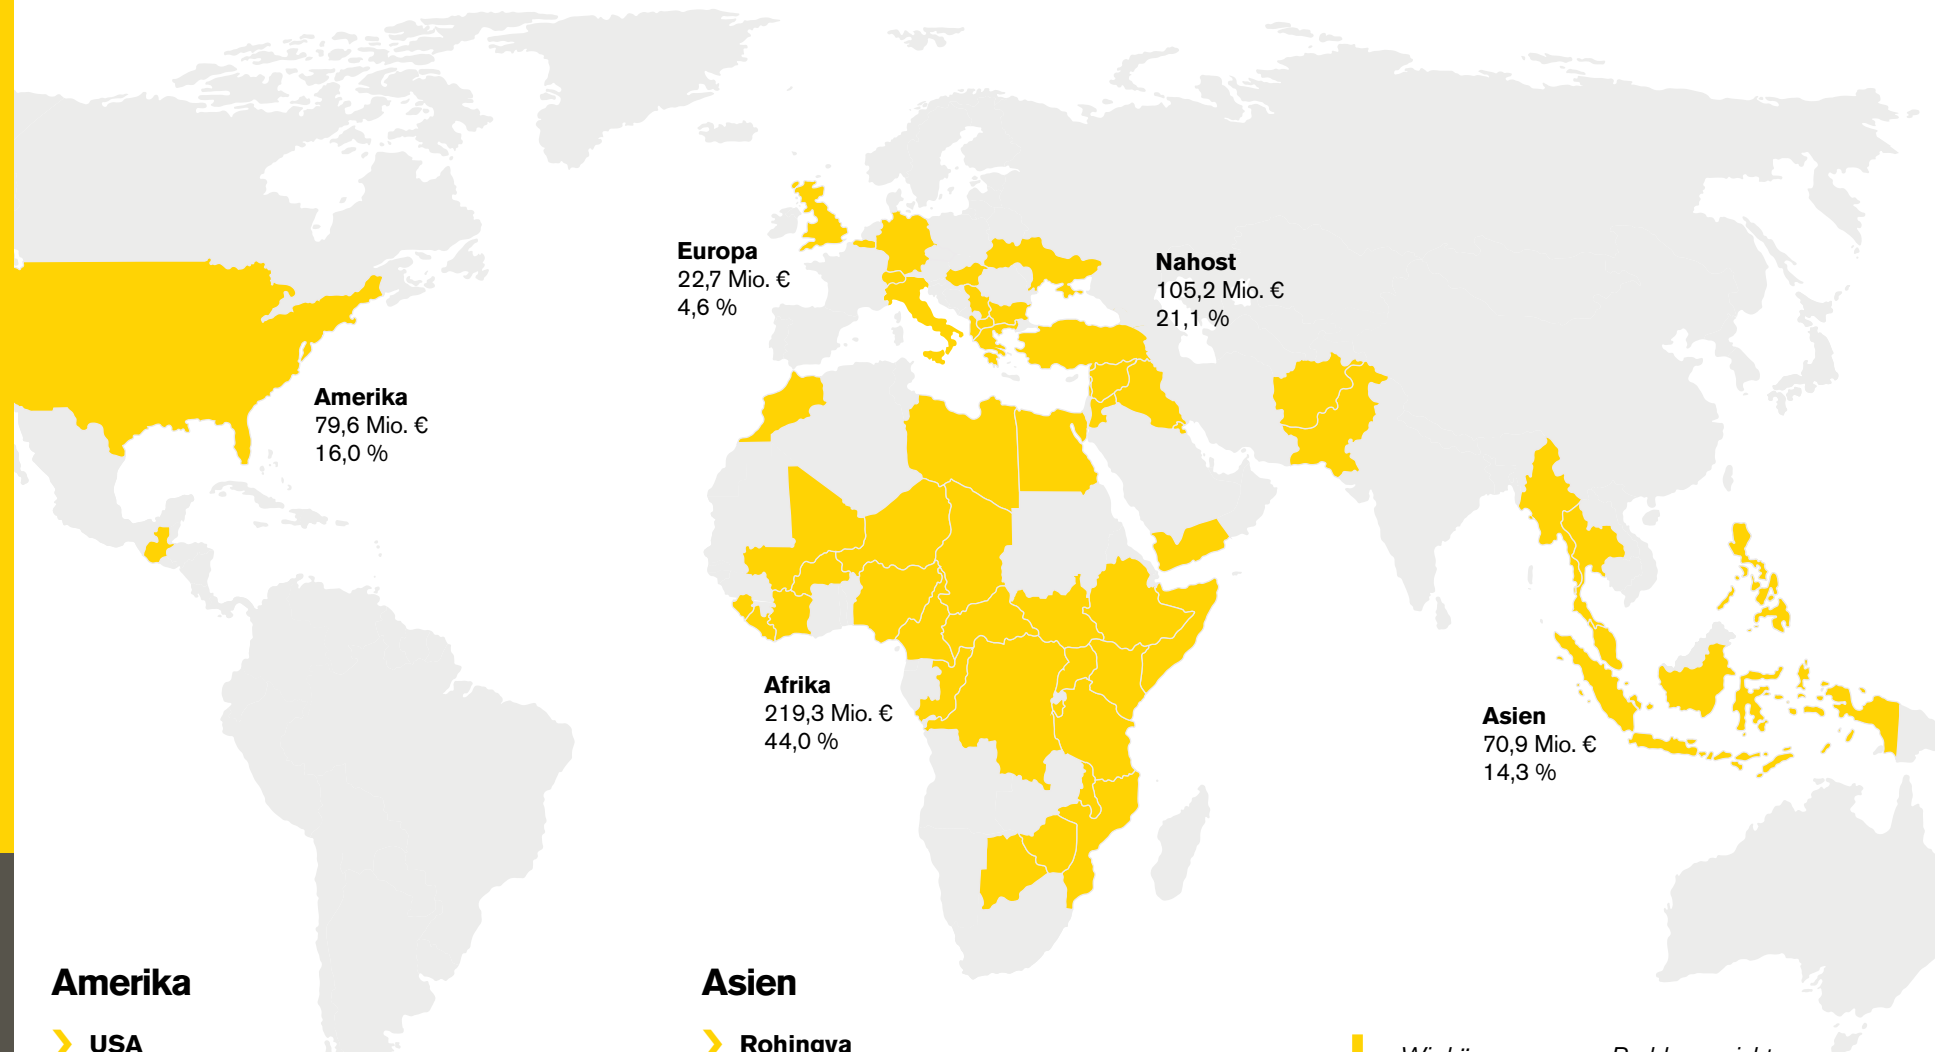 Europa
22,7 Mio. €
4,6 %
Nahost
105,2 Mio. €
21,1 %
Amerika
79,6 Mio. €
16,0 %
Afrika
219,3 Mio. €
44,0 %
Asien
70,9 Mio. €
14,3 %
Amerika
USA
Asien
Rohingya